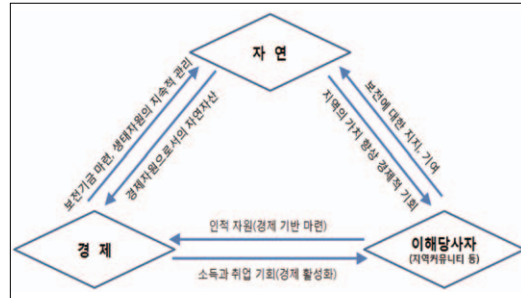 자 연
보전기금 마련, 생태자원의 지속적 관리
경제자원으로서의 자연자산
보전에 대한 지지, 기여
지역의 가치 향상 경제적 기회
경 제
인적 자원(경제 기반 마련)
소득과 취업 기회(경제 활성화)
이해당사자
(지역커뮤니티 등)